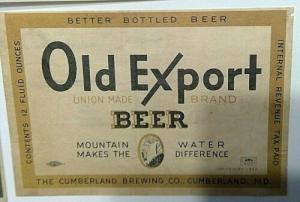 BETTER BOTTLED BEER
CONTENTS 12 FLUID OUNCES
INTERNAL REVENUE TAX PAID
Old Export
UNION MADE BRAND
BEER
MOUNTAIN WATER
MAKES THE DIFFERENCE
THE CUMBERLAND BREWING CO., CUMBERLAND, MD.